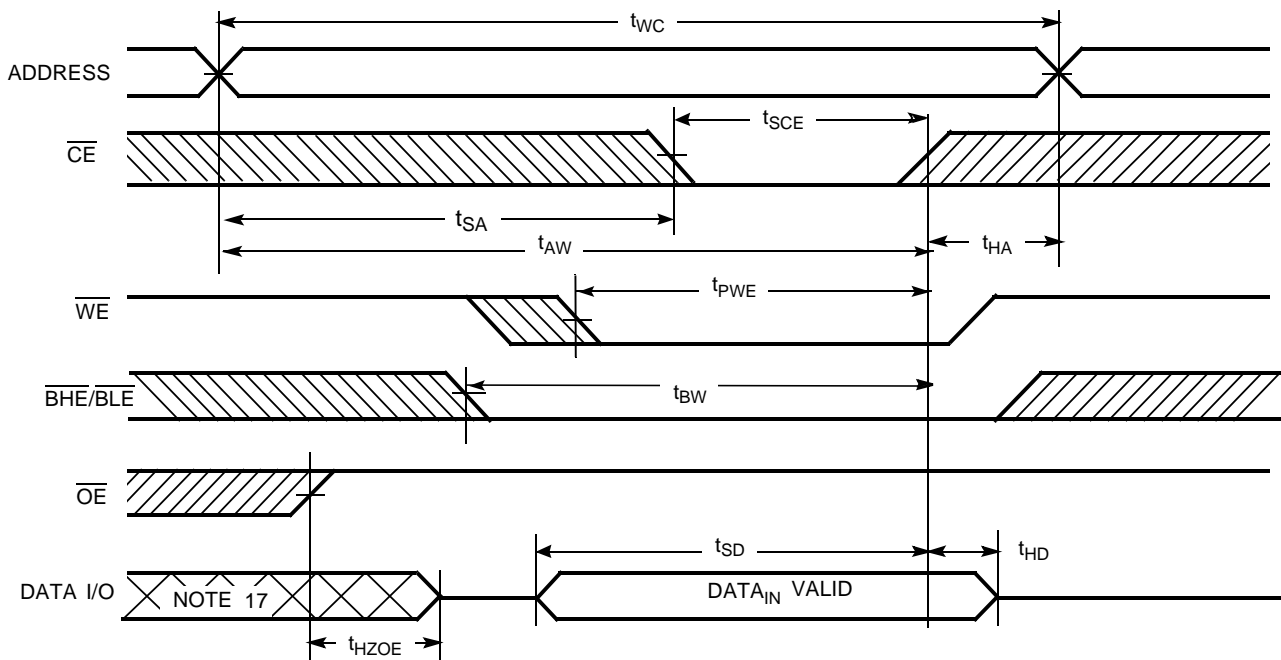 tWC
ADDRESS
tSCE
CE
tSA
tAW
tHA
tPWE
WE
BHE/BLE
tBW
OE
tSD
tHD
DATA I/O
NOTE 17
DATAIN VALID
tHZOE